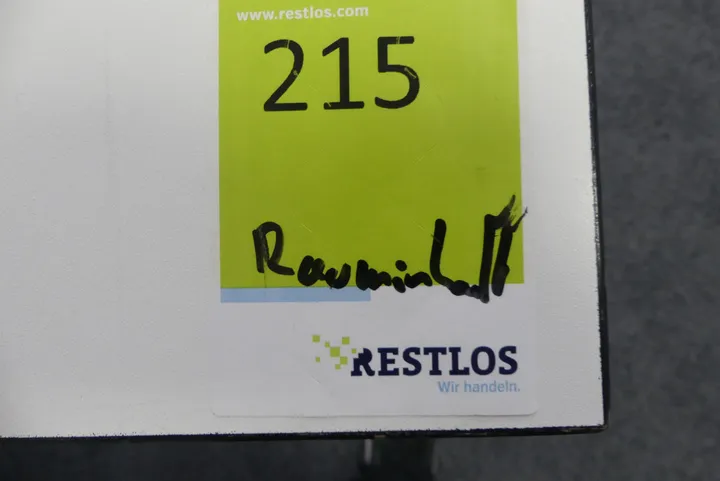 www.restlos.com
215
Rauminhalt
RESTLOS
Wir handeln.